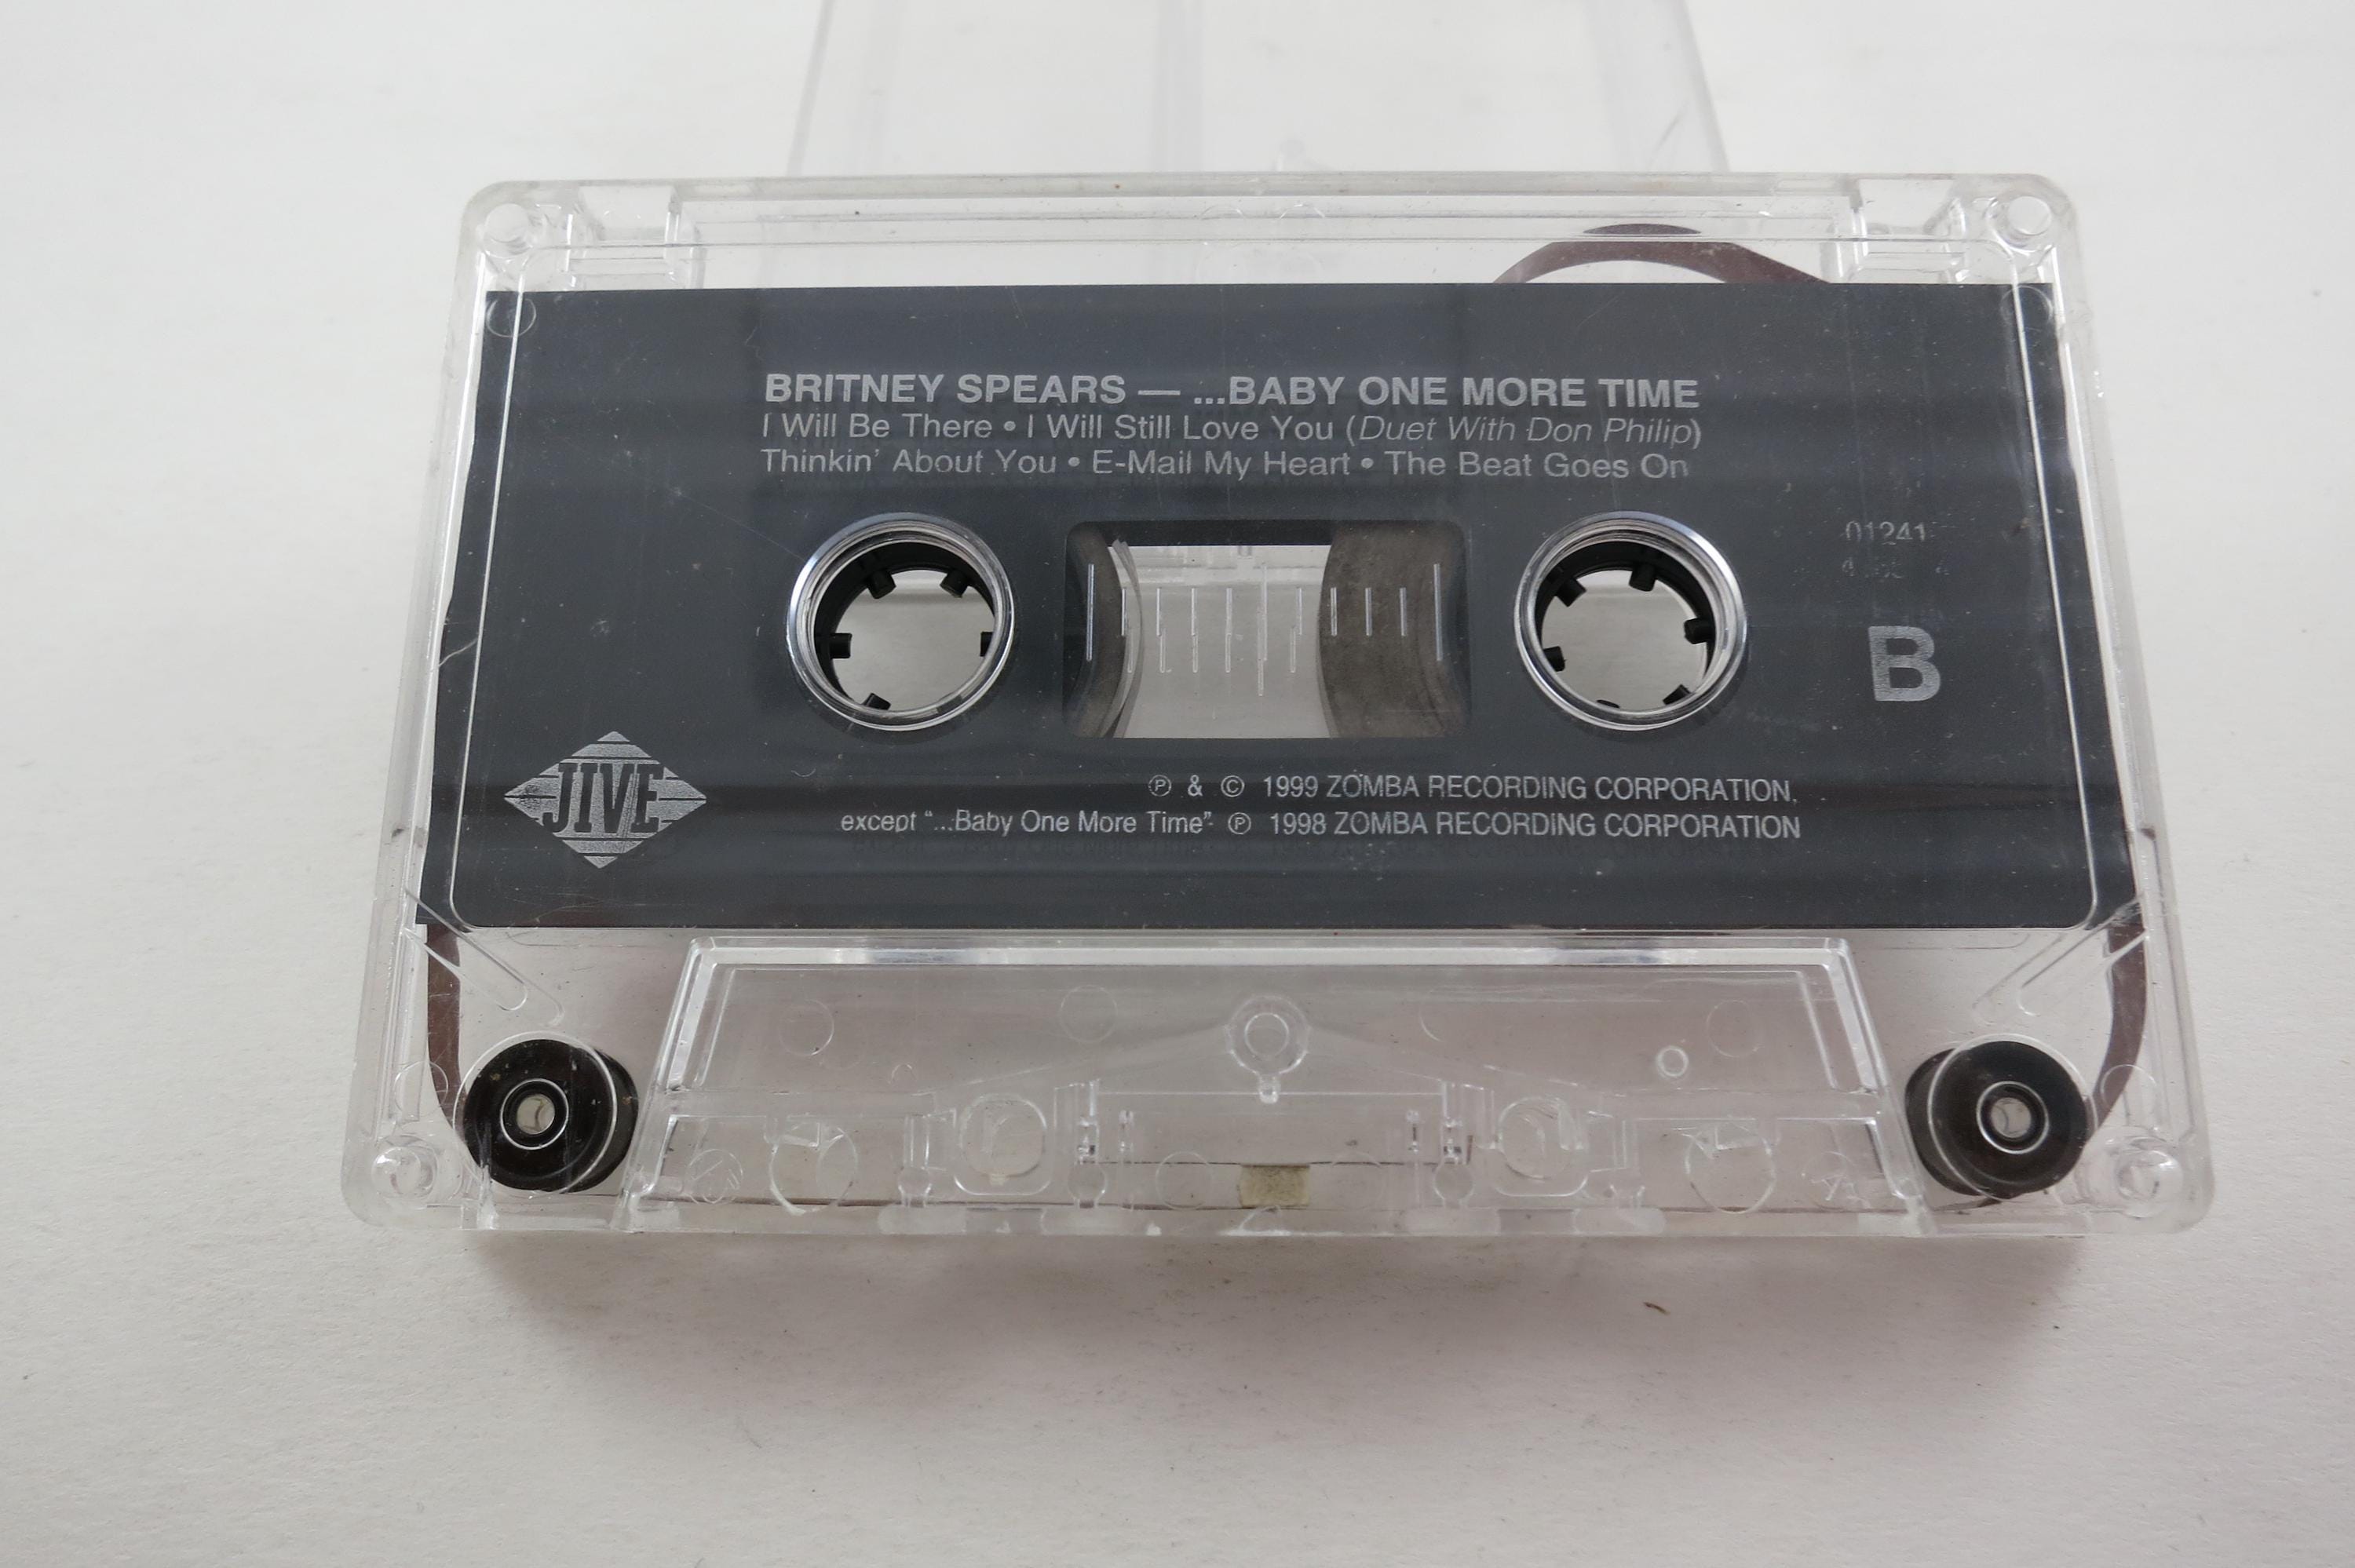 BRITNEY SPEARS — ...BABY ONE MORE TIME
I Will Be There • I Will Still Love You (Duet With Don Philip)
Thinkin' About You • E-Mail My Heart • The Beat Goes On
01241
B
JIVE
℗ & © 1999 ZOMBA RECORDING CORPORATION,
except "...Baby One More Time" ℗ 1998 ZOMBA RECORDING CORPORATION